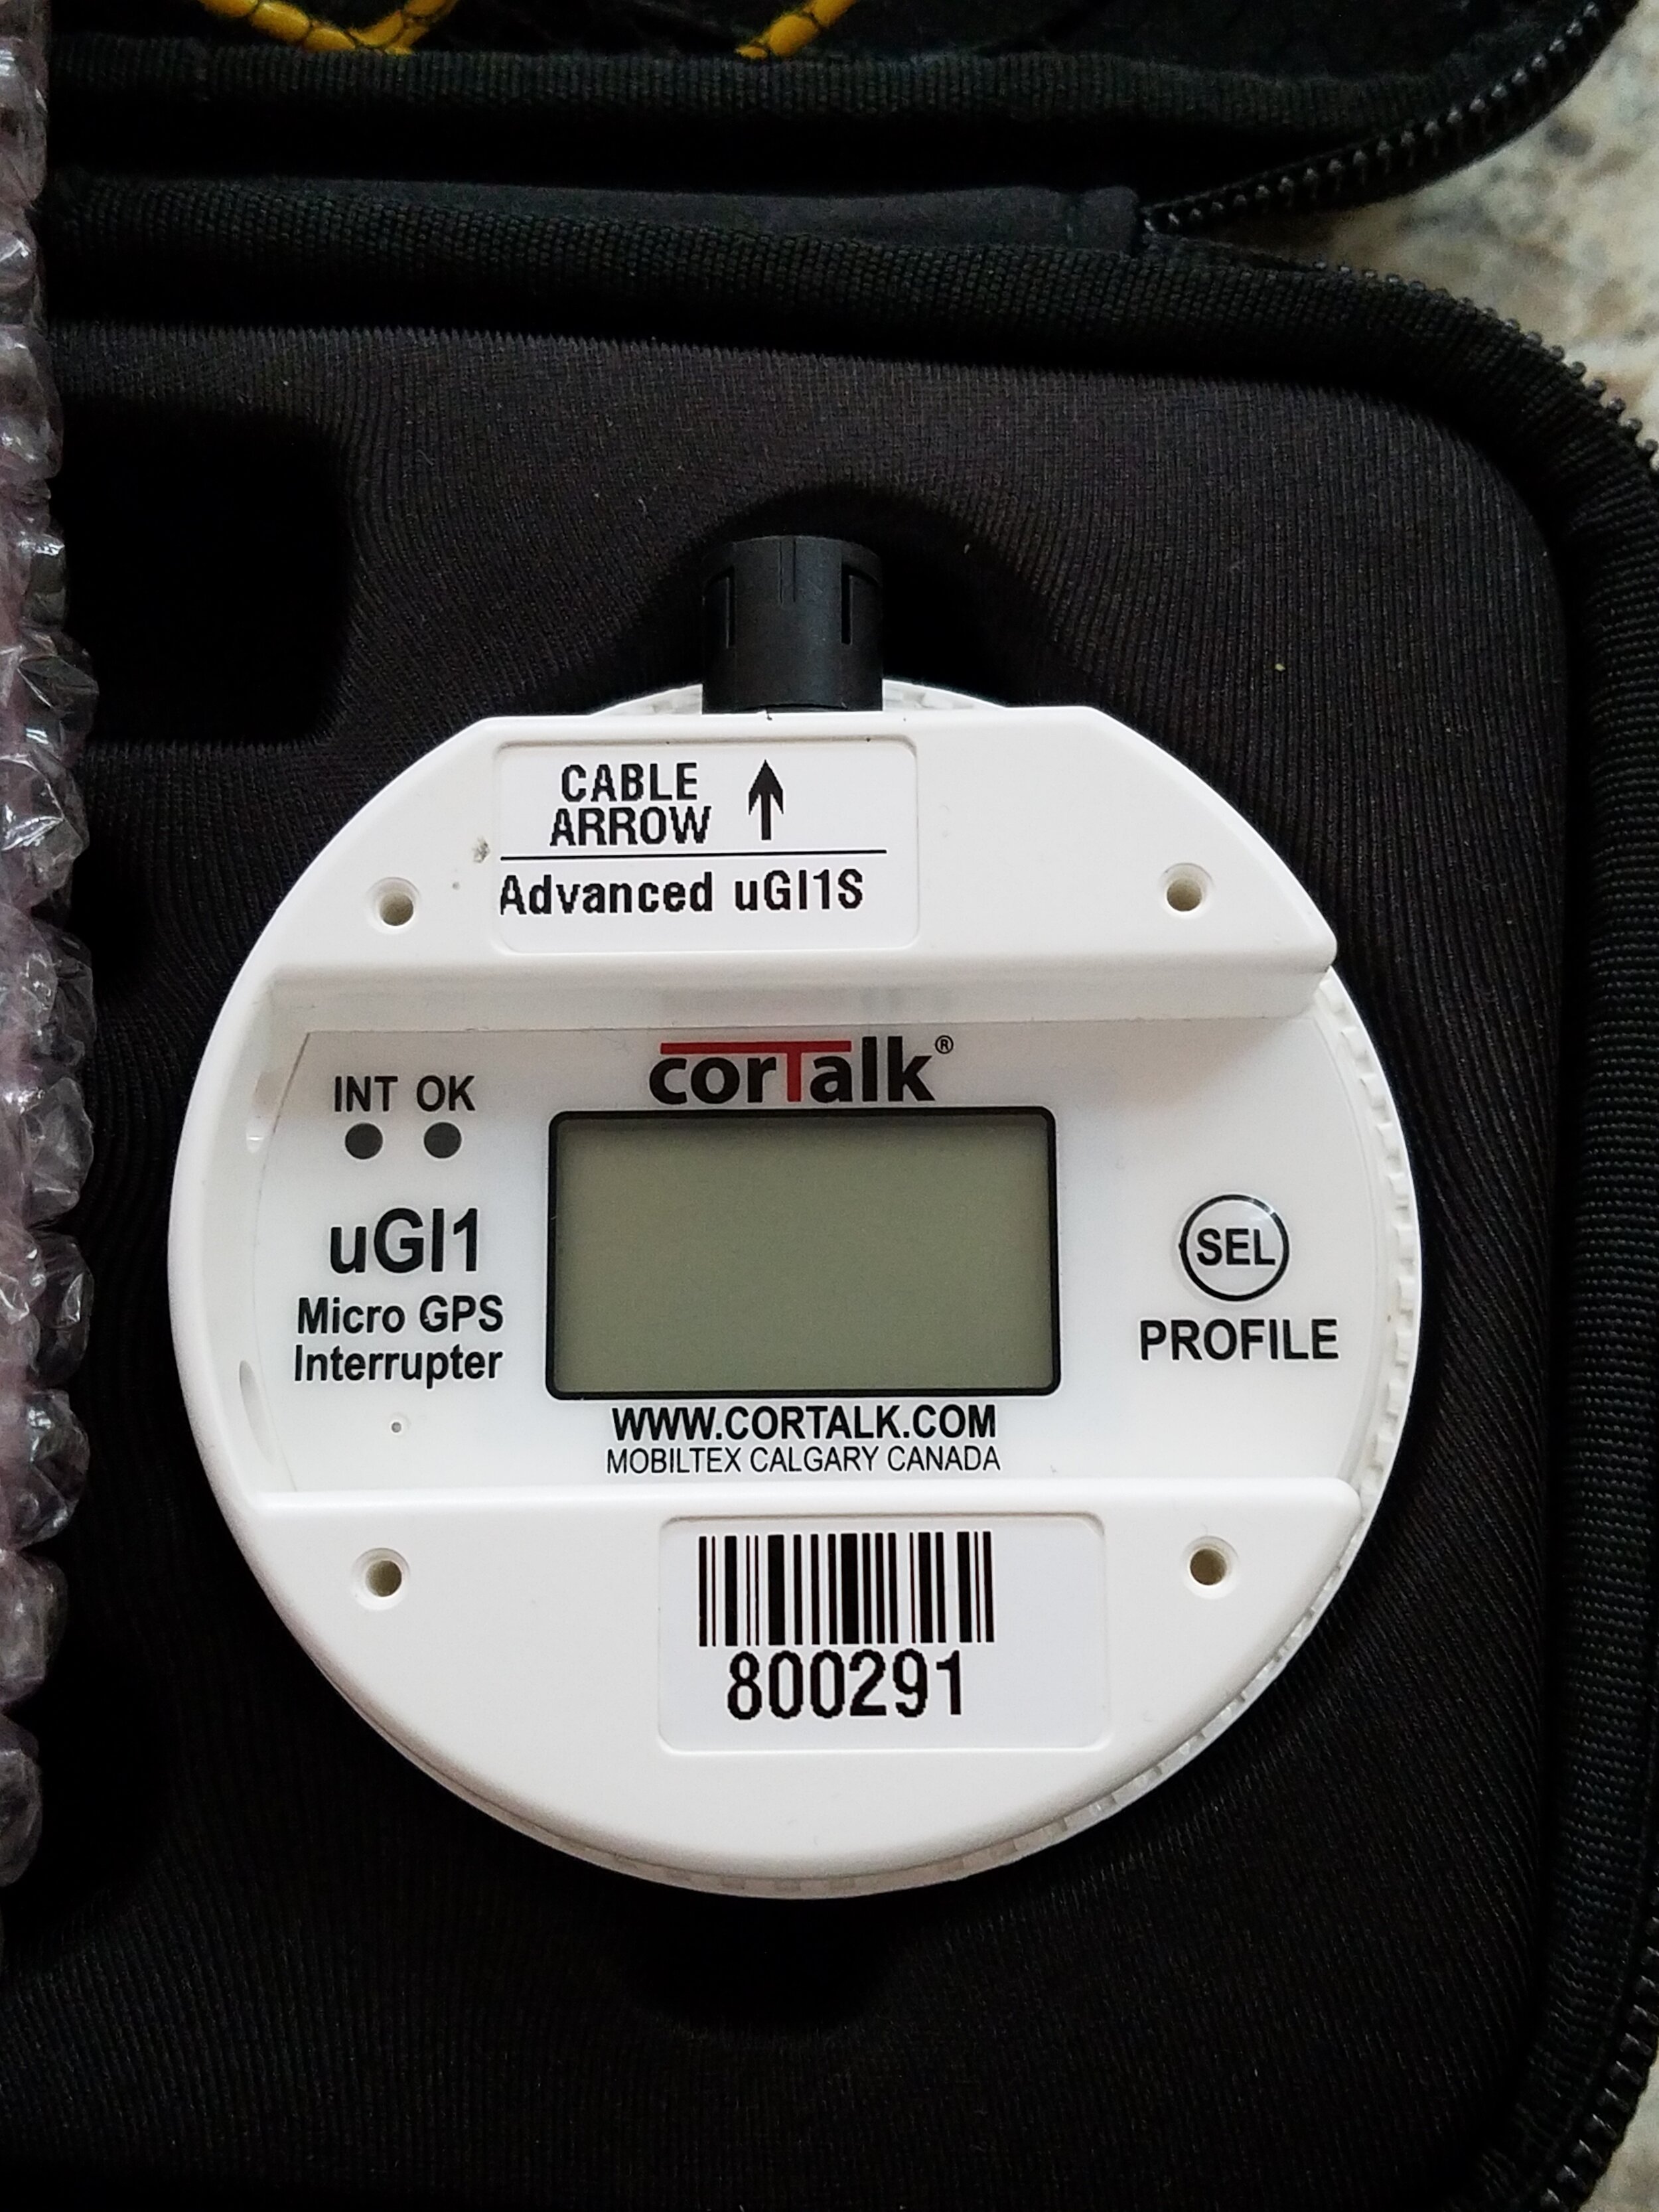 CABLE
ARROW
Advanced uGI1S
corTalk®
INT OK
uGI1
Micro GPS
Interrupter
SEL
PROFILE
WWW.CORTALK.COM
MOBILTEX CALGARY CANADA
800291